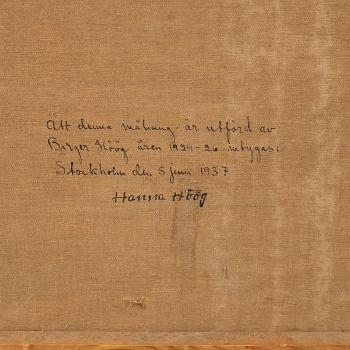 Att denna målning är utförd av
Birger Höög åren 1924-26 intygas:
Stockholm den 5 juni 1937
Hanna Höög